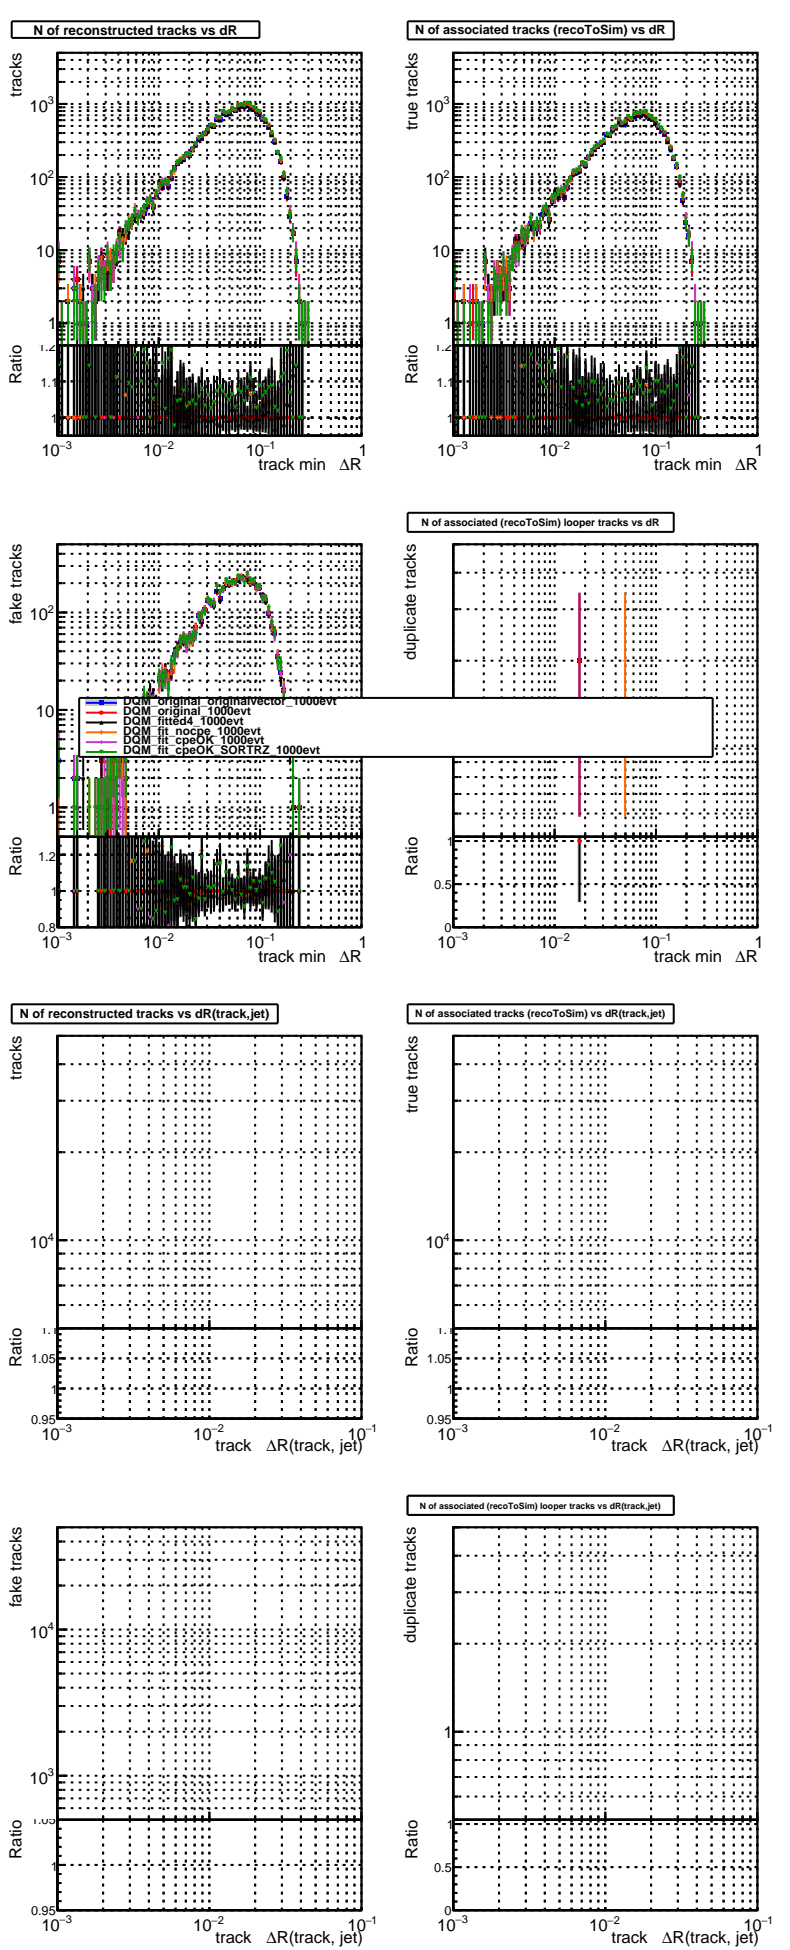 N of reconstructed tracks vs dR
tracks
10³
10²
10
1
Ratio
1.2
1.1
1
10⁻³ 10⁻² 10⁻¹ 1
track min ΔR
N of associated tracks (recoToSim) vs dR
true tracks
10³
10²
10
1
Ratio
1.2
1.1
1
10⁻³ 10⁻² 10⁻¹ 1
track min ΔR
fake tracks
10²
10
1
Ratio
1.2
1
0.8
10⁻³ 10⁻² 10⁻¹ 1
track min ΔR
N of associated (recoToSim) looper tracks vs dR
duplicate tracks
Ratio
1
0.5
0
10⁻³ 10⁻² 10⁻¹ 1
track min ΔR
DQM_original_originalvector_1000evt
DQM_original_1000evt
DQM_fitted4_1000evt
DQM_fit_nocpe_1000evt
DQM_fit_cpeOK_1000evt
DQM_fit_cpeOK_SORTRZ_1000evt
N of reconstructed tracks vs dR(track,jet)
tracks
10⁴
Ratio
1.1
1.05
1
0.95
10⁻³ 10⁻² 10⁻¹
track ΔR(track, jet)
N of associated tracks (recoToSim) vs dR(track,jet)
true tracks
10⁴
Ratio
1.1
1.05
1
0.95
10⁻³ 10⁻² 10⁻¹
track ΔR(track, jet)
fake tracks
10⁴
10³
Ratio
1.05
1
0.95
10⁻³ 10⁻² 10⁻¹
track ΔR(track, jet)
N of associated (recoToSim) looper tracks vs dR(track,jet)
duplicate tracks
1
Ratio
1
0.5
0
10⁻³ 10⁻² 10⁻¹
track ΔR(track, jet)